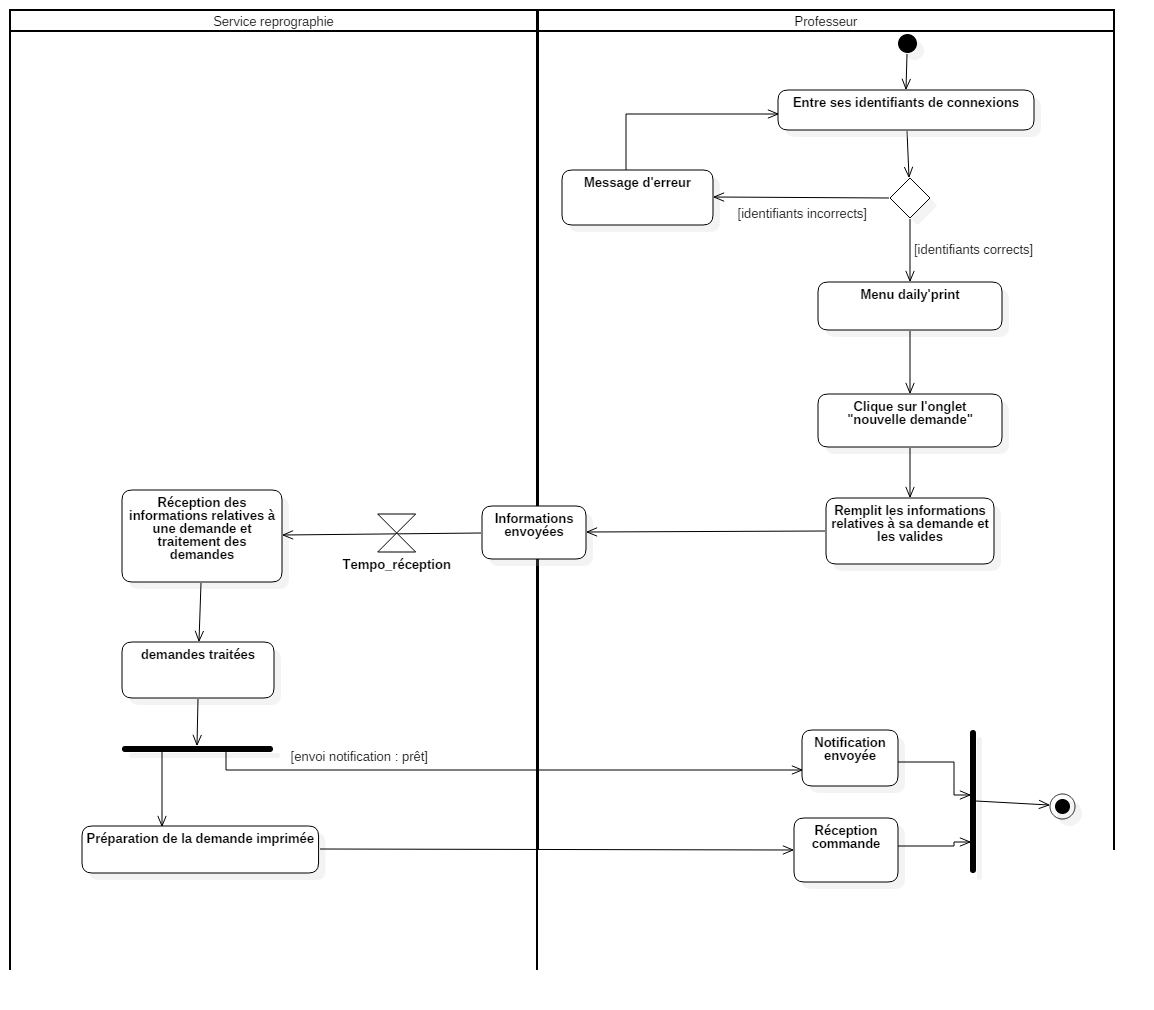 Service reprographie
Professeur
Entre ses identifiants de connexions
Message d'erreur
[identifiants incorrects]
[identifiants corrects]
Menu daily'print
Clique sur l'onglet
"nouvelle demande"
Remplit les informations
relatives à sa demande et
les valides
Informations
envoyées
Tempo_réception
Réception des
informations relatives à
une demande et
traitement des
demandes
demandes traitées
[envoi notification : prêt]
Notification
envoyée
Préparation de la demande imprimée
Réception
commande